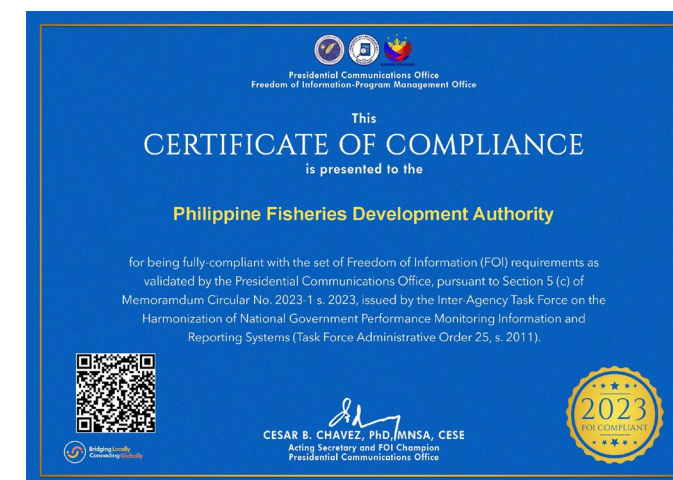 Presidential Communications Office
Freedom of Information-Program Management Office
This
CERTIFICATE OF COMPLIANCE
is presented to the
Philippine Fisheries Development Authority
for being fully-compliant with the set of Freedom of Information (FOI) requirements as
validated by the Presidential Communications Office, pursuant to Section 5 (c) of
Memoramdum Circular No. 2023-1 s. 2023, issued by the Inter-Agency Task Force on the
Harmonization of National Government Performance Monitoring Information and
Reporting Systems (Task Force Administrative Order 25, s. 2011).
2023
FOI COMPLIANT
CESAR B. CHAVEZ, PhD, MNSA, CESE
Acting Secretary and FOI Champion
Presidential Communications Office
Bridging Locally
Connecting Globally